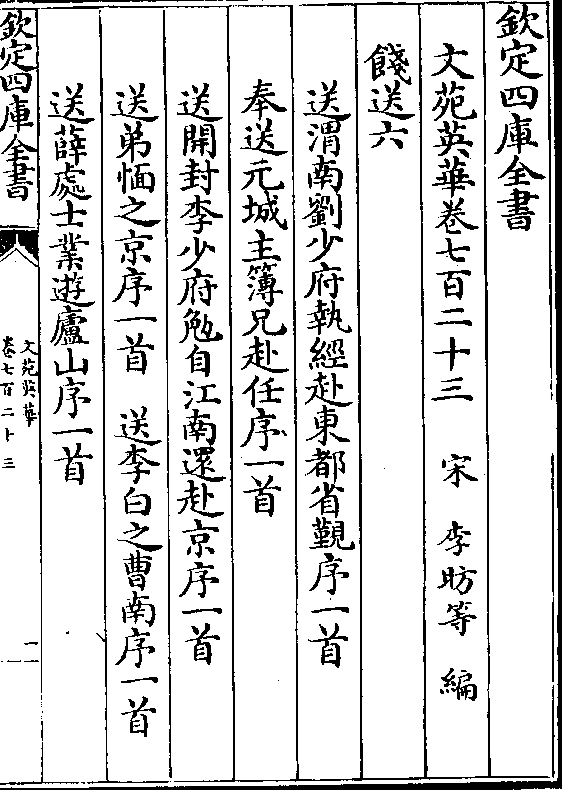 欽定四庫全書
文苑英華卷七百二十三　宋　李昉等　編
餞送六
送渭南劉少府執經赴東都省覲序一首
奉送元城主簿兄赴任序一首
送開封李少府勉自江南還赴京序一首
送弟愐之京序一首　送李白之曹南序一首
送薛處士業遊廬山序一首
欽定四庫全書
文苑英華
卷七百二十三
一